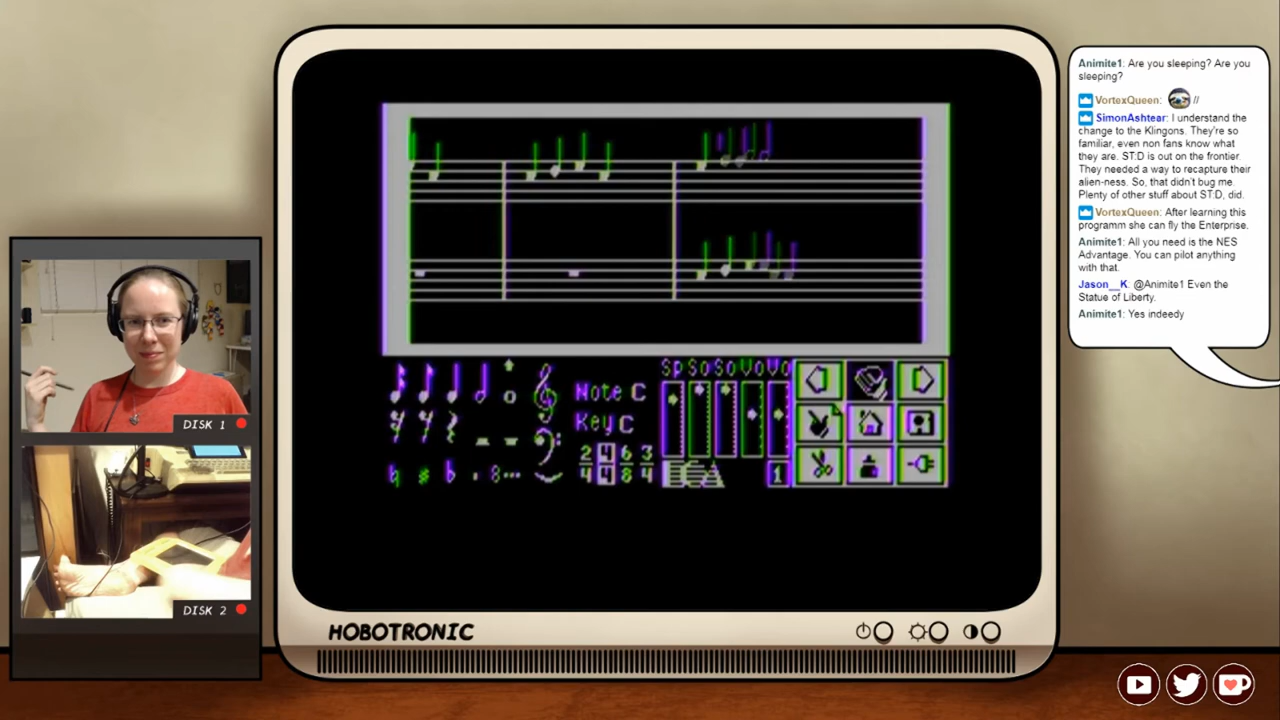 Animite1: Are you sleeping? Are you
sleeping?
VortexQueen: //
SimonAshtear: I understand the
change to the Klingons. They're so
familiar, even non fans know what
they are. ST:D is out on the frontier.
They needed a way to recapture their
alien-ness. So, that didn't bug me.
Plenty of other stuff about ST:D, did.
VortexQueen: After learning this
programm she can fly the Enterprise.
Animite1: All you need is the NES
Advantage. You can pilot anything
with that.
Jason__K: @Animite1 Even the
Statue of Liberty.
Animite1: Yes indeedy
Sp So So Vo Vo
Note C
Key C
2 4 6 3
4 4 8 4
1
DISK 1
DISK 2
HOBOTRONIC